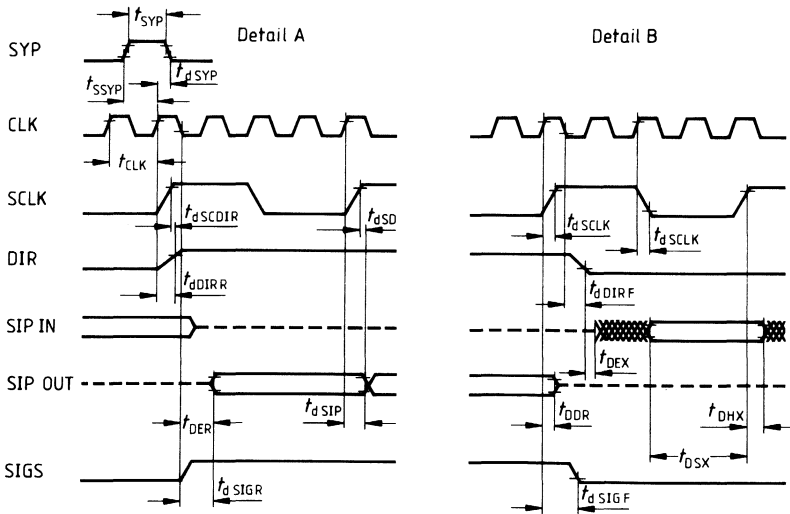 tSYP
Detail A
Detail B
SYP
tdSYP
tSSYP
CLK
tCLK
SCLK
tdSCDIR
tdSD
tdSCLK
tdSCLK
DIR
tdDIRR
tdDIRF
SIP IN
tDEX
SIP OUT
tdSIP
tDER
tDDR
tDHX
tDSX
SIGS
tdSIGR
tdSIGF